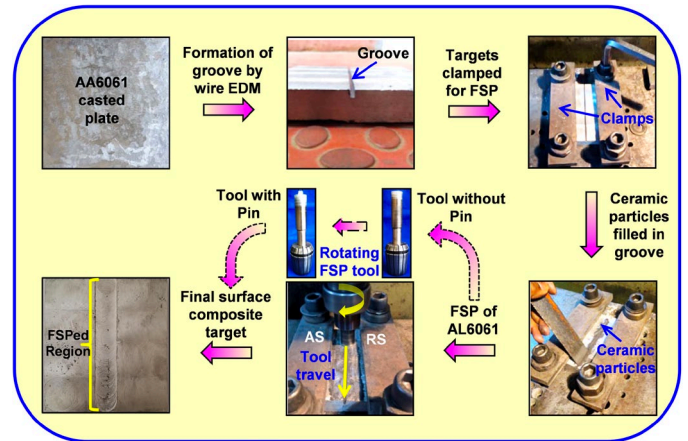 AA6061
casted
plate
Formation of
groove by
wire EDM
Groove
Targets
clamped
for FSP
Clamps
Ceramic
particles
filled in
groove
Ceramic
particles
Tool without
Pin
Rotating
FSP tool
Tool with
Pin
FSP of
AL6061
AS
RS
Tool
travel
Final surface
composite
target
FSPed
Region